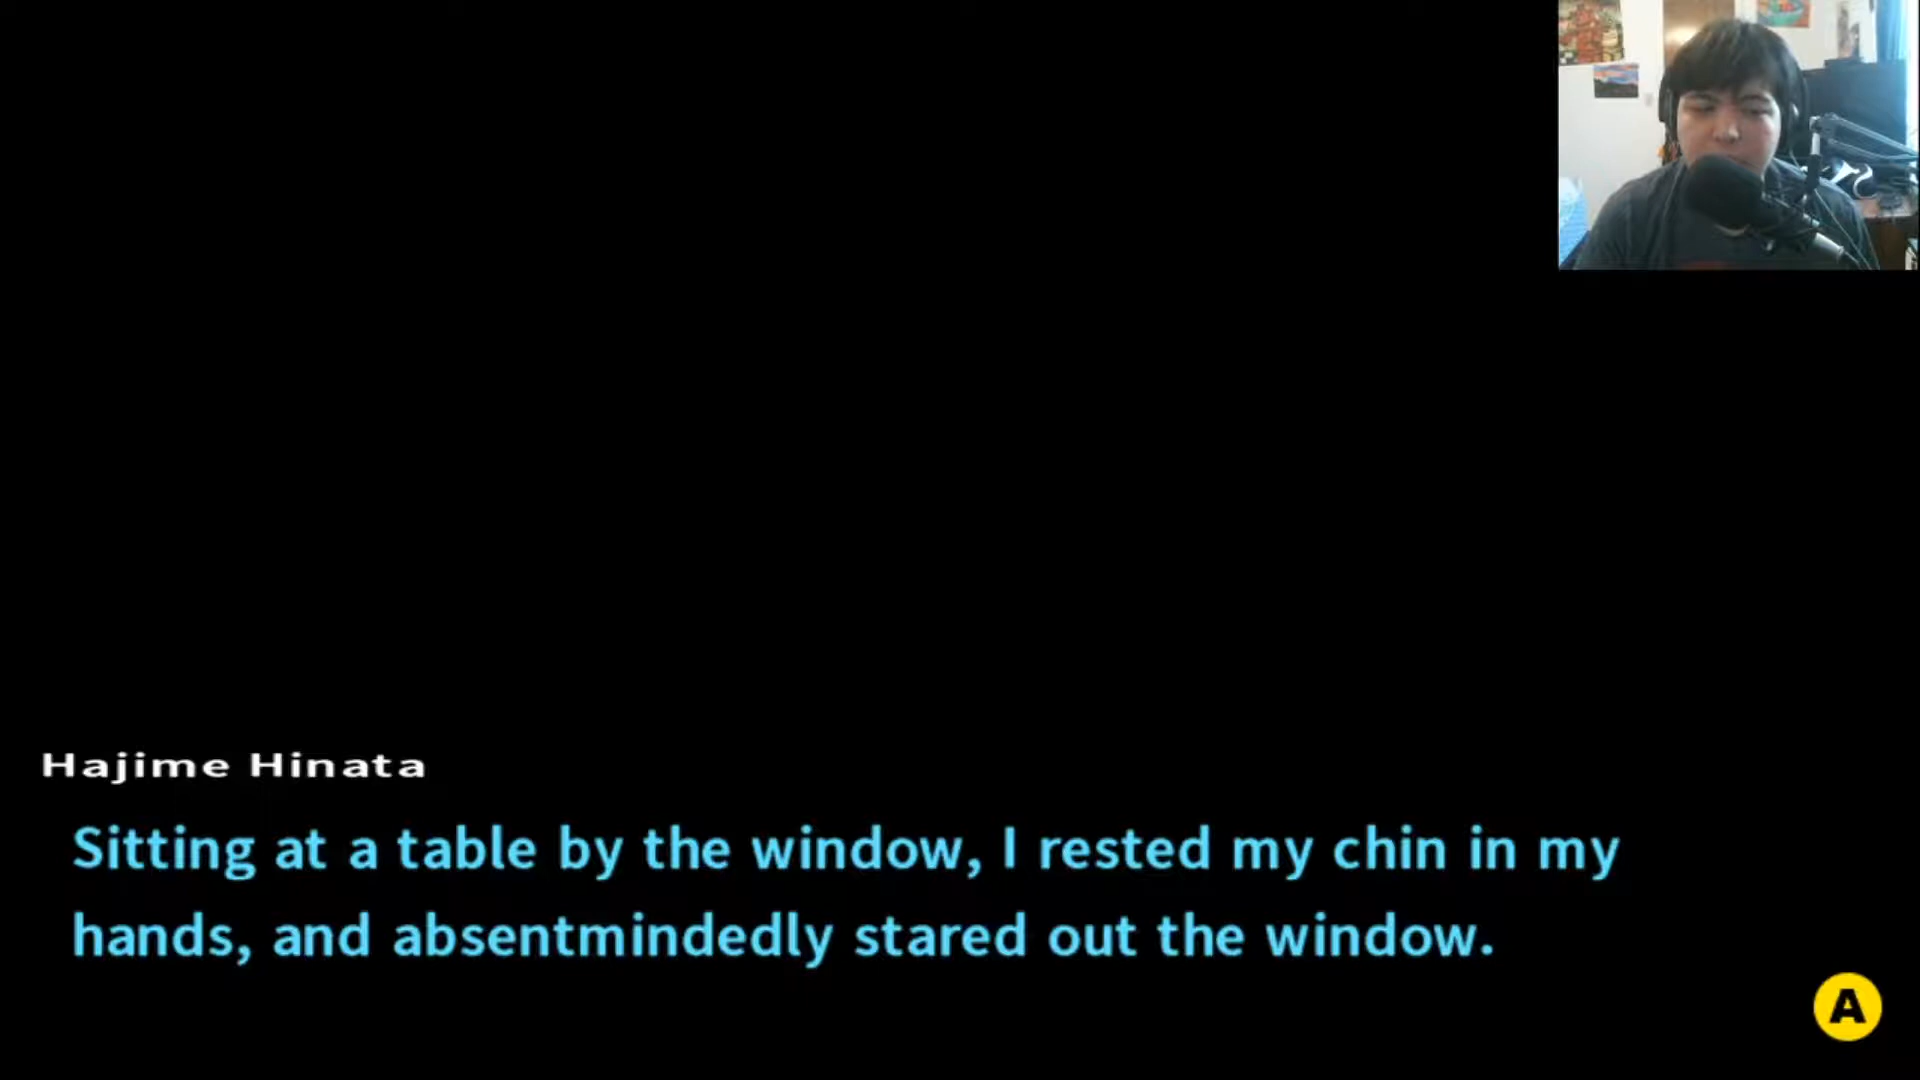 Hajime Hinata
Sitting at a table by the window, I rested my chin in my
hands, and absentmindedly stared out the window.
A